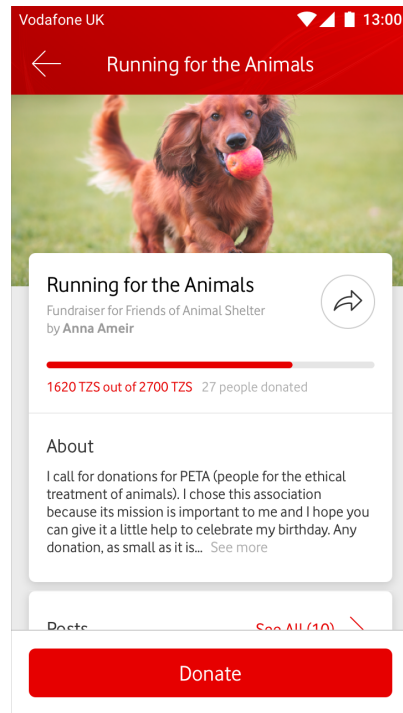 Vodafone UK 13:00
Running for the Animals
Running for the Animals
Fundraiser for Friends of Animal Shelter
by Anna Ameir
1620 TZS out of 2700 TZS 27 people donated
About
I call for donations for PETA (people for the ethical
treatment of animals). I chose this association
because its mission is important to me and I hope you
can give it a little help to celebrate my birthday. Any
donation, as small as it is... See more
Posts See All (10)
Donate